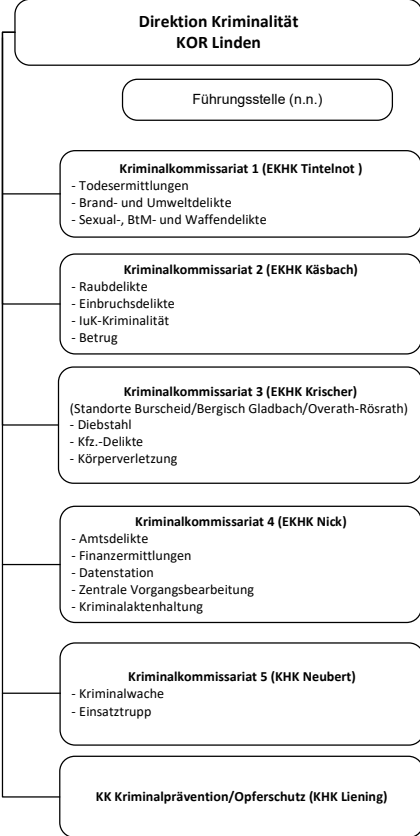 Direktion Kriminalität
KOR Linden
Führungsstelle (n.n.)
Kriminalkommissariat 1 (EKHK Tintelnot )
- Todesermittlungen
- Brand- und Umweltdelikte
- Sexual-, BtM- und Waffendelikte
Kriminalkommissariat 2 (EKHK Käsbach)
- Raubdelikte
- Einbruchsdelikte
- IuK-Kriminalität
- Betrug
Kriminalkommissariat 3 (EKHK Krischer)
(Standorte Burscheid/Bergisch Gladbach/Overath-Rösrath)
- Diebstahl
- Kfz.-Delikte
- Körperverletzung
Kriminalkommissariat 4 (EKHK Nick)
- Amtsdelikte
- Finanzermittlungen
- Datenstation
- Zentrale Vorgangsbearbeitung
- Kriminalaktenhaltung
Kriminalkommissariat 5 (KHK Neubert)
- Kriminalwache
- Einsatztrupp
KK Kriminalprävention/Opferschutz (KHK Liening)